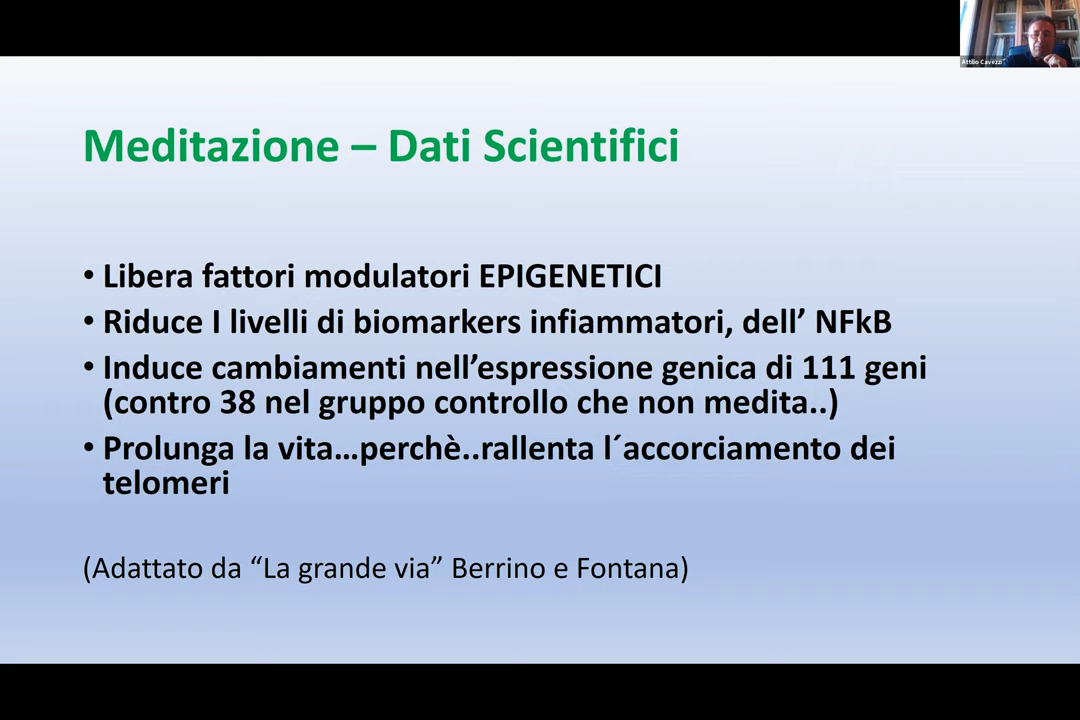 Attilio Cavezzi
Meditazione – Dati Scientifici
• Libera fattori modulatori EPIGENETICI
• Riduce I livelli di biomarkers infiammatori, dell’ NFkB
• Induce cambiamenti nell’espressione genica di 111 geni
(contro 38 nel gruppo controllo che non medita..)
• Prolunga la vita…perchè..rallenta l´accorciamento dei
telomeri
(Adattato da “La grande via” Berrino e Fontana)